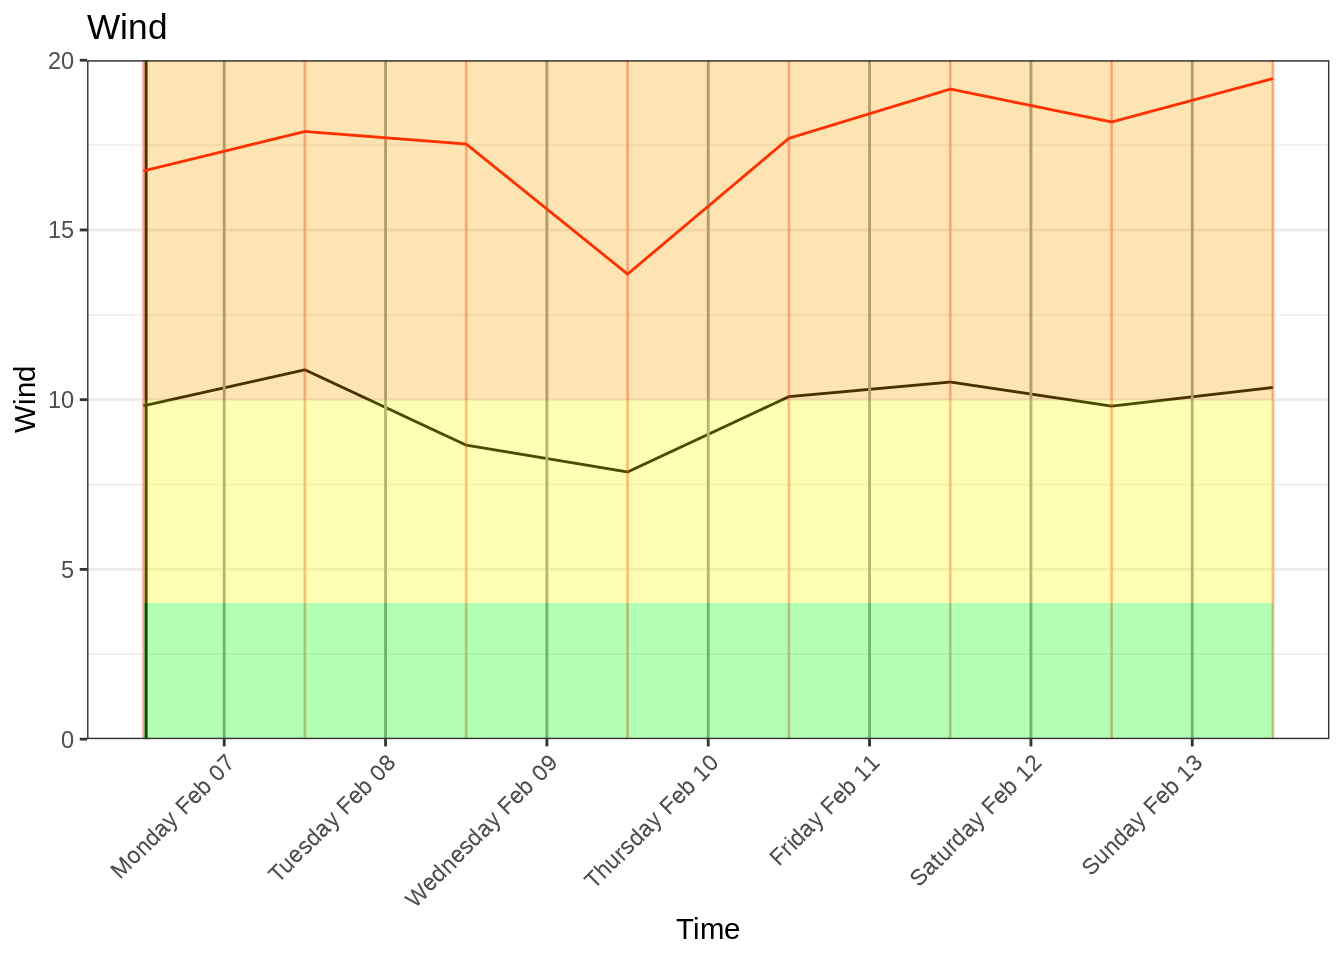 Wind
20
15
10
5
0
Wind
Monday Feb 07
Tuesday Feb 08
Wednesday Feb 09
Thursday Feb 10
Friday Feb 11
Saturday Feb 12
Sunday Feb 13
Time